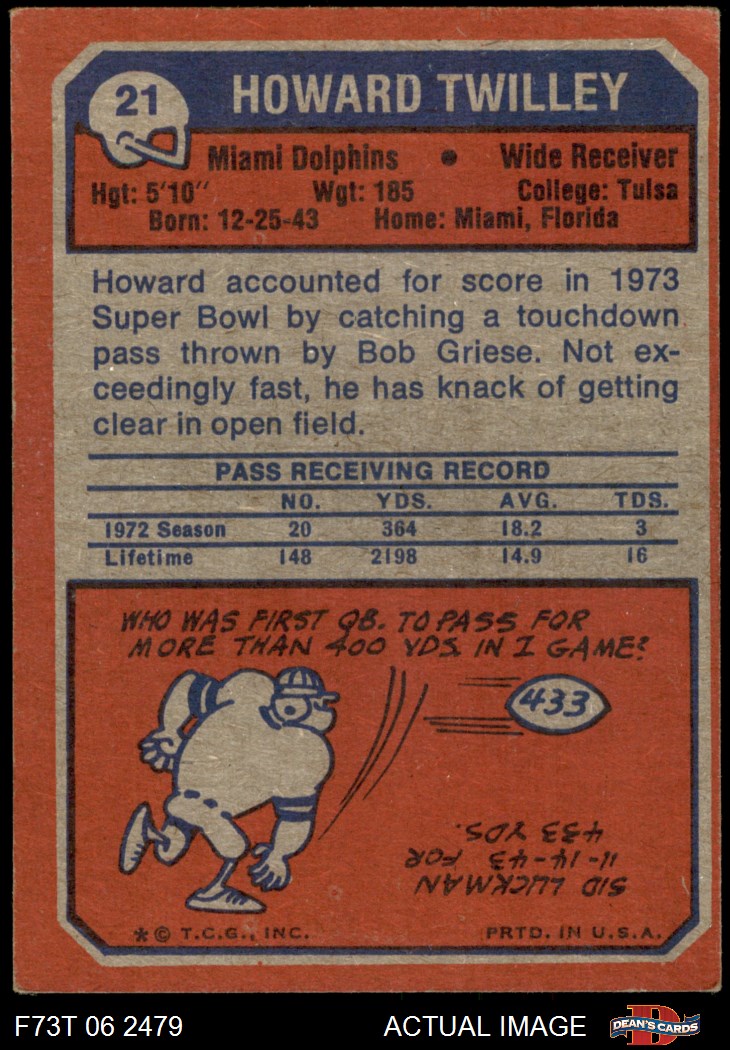 21
HOWARD TWILLEY
Miami Dolphins • Wide Receiver
Hgt: 5'10" Wgt: 185 College: Tulsa
Born: 12-25-43 Home: Miami, Florida
Howard accounted for score in 1973
Super Bowl by catching a touchdown
pass thrown by Bob Griese. Not ex-
ceedingly fast, he has knack of getting
clear in open field.
PASS RECEIVING RECORD
NO. YDS. AVG. TDS.
1972 Season 20 364 18.2 3
Lifetime 148 2198 14.9 16
WHO WAS FIRST QB. TO PASS FOR
MORE THAN 400 YDS. IN 1 GAME?
433
SID LUCKMAN
11-14-43 FOR
433 YDS.
*© T.C.G., INC. PRTD. IN U.S.A.
F73T 06 2479 ACTUAL IMAGE
D
DEAN'S CARDS